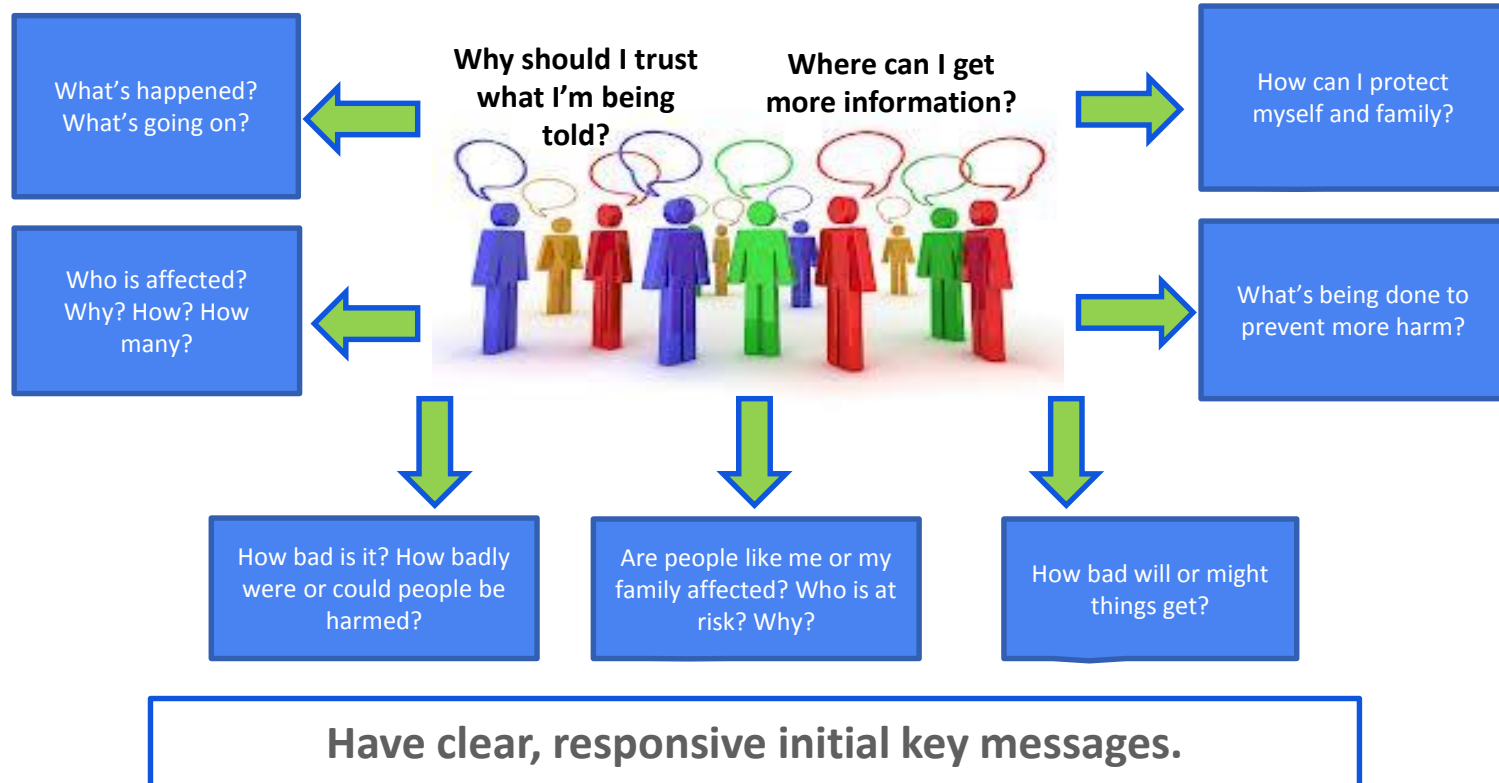 Why should I trust
what I'm being
told?
Where can I get
more information?
What's happened?
What's going on?
How can I protect
myself and family?
Who is affected?
Why? How? How
many?
What's being done to
prevent more harm?
How bad is it? How badly
were or could people be
harmed?
Are people like me or my
family affected? Who is at
risk? Why?
How bad will or might
things get?
Have clear, responsive initial key messages.